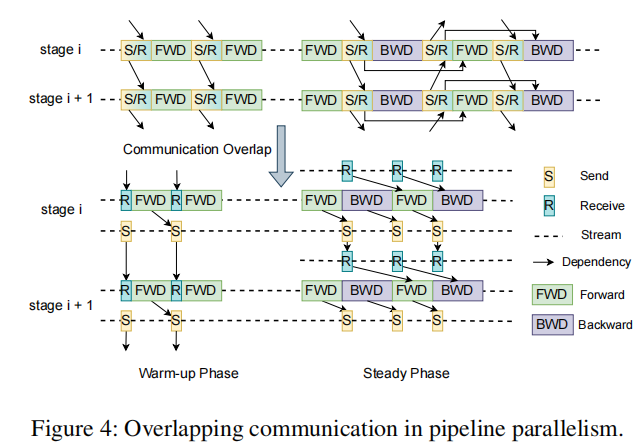 stage i S/R FWD S/R FWD FWD S/R BWD S/R FWD S/R BWD
stage i + 1 S/R FWD S/R FWD FWD S/R BWD S/R FWD S/R BWD
Communication Overlap
R R R
stage i R FWD R FWD FWD BWD FWD BWD
S S S S S
R R R
stage i + 1 R FWD R FWD FWD BWD FWD BWD
S S S S S
S Send
R Receive
Stream
Dependency
FWD Forward
BWD Backward
Warm-up Phase Steady Phase
Figure 4: Overlapping communication in pipeline parallelism.